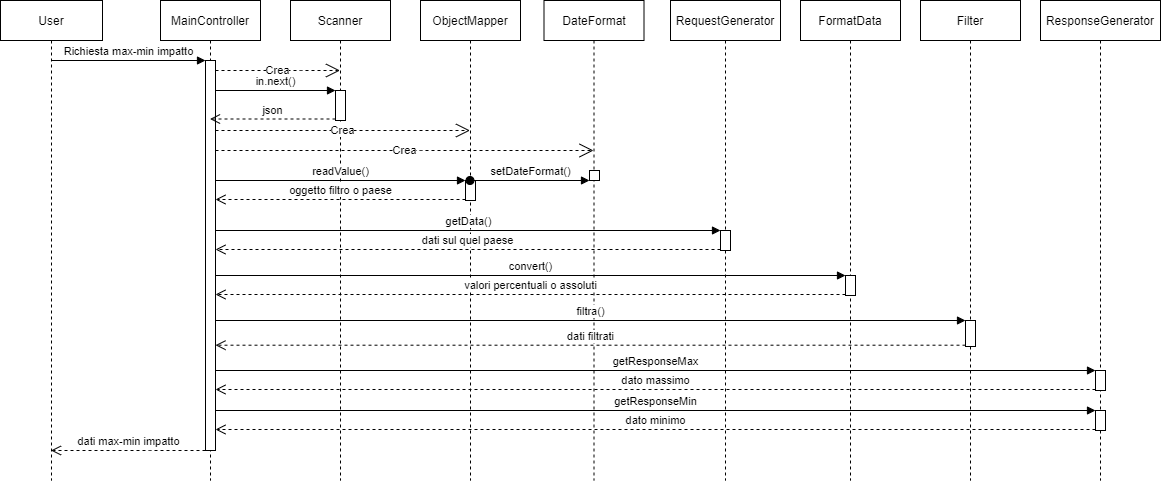 User
MainController
Scanner
ObjectMapper
DateFormat
RequestGenerator
FormatData
Filter
ResponseGenerator
Richiesta max-min impatto
Crea
in.next()
json
Crea
Crea
readValue()
setDateFormat()
oggetto filtro o paese
getData()
dati sul quel paese
convert()
valori percentuali o assoluti
filtra()
dati filtrati
getResponseMax
dato massimo
getResponseMin
dato minimo
dati max-min impatto